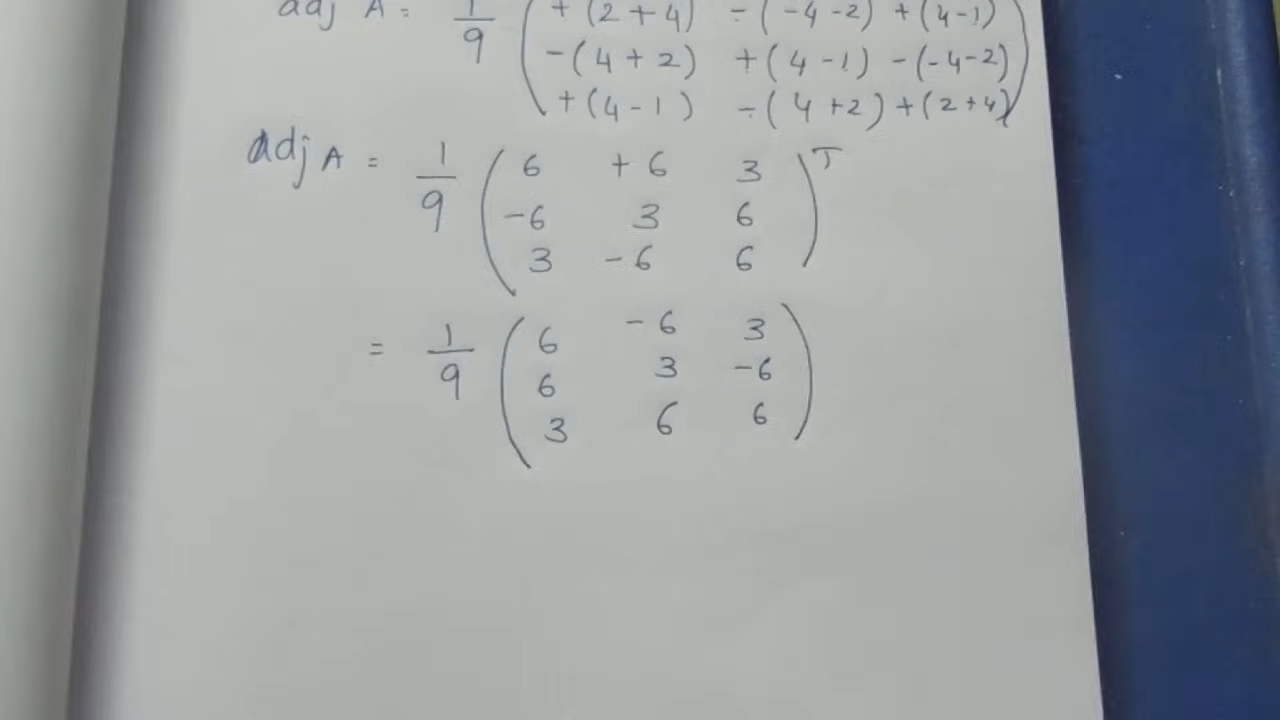 adj A = 1/9 ( + (2 + 4) - (-4 -2) + (4 -1)
-(4 + 2) + (4 - 1) - (-4 -2)
+ (4 - 1) - (4 + 2) + (2 + 4) )
adj A = 1/9 ( 6 + 6 3
-6 3 6
3 - 6 6 )^T
= 1/9 ( 6 - 6 3
6 3 -6
3 6 6 )